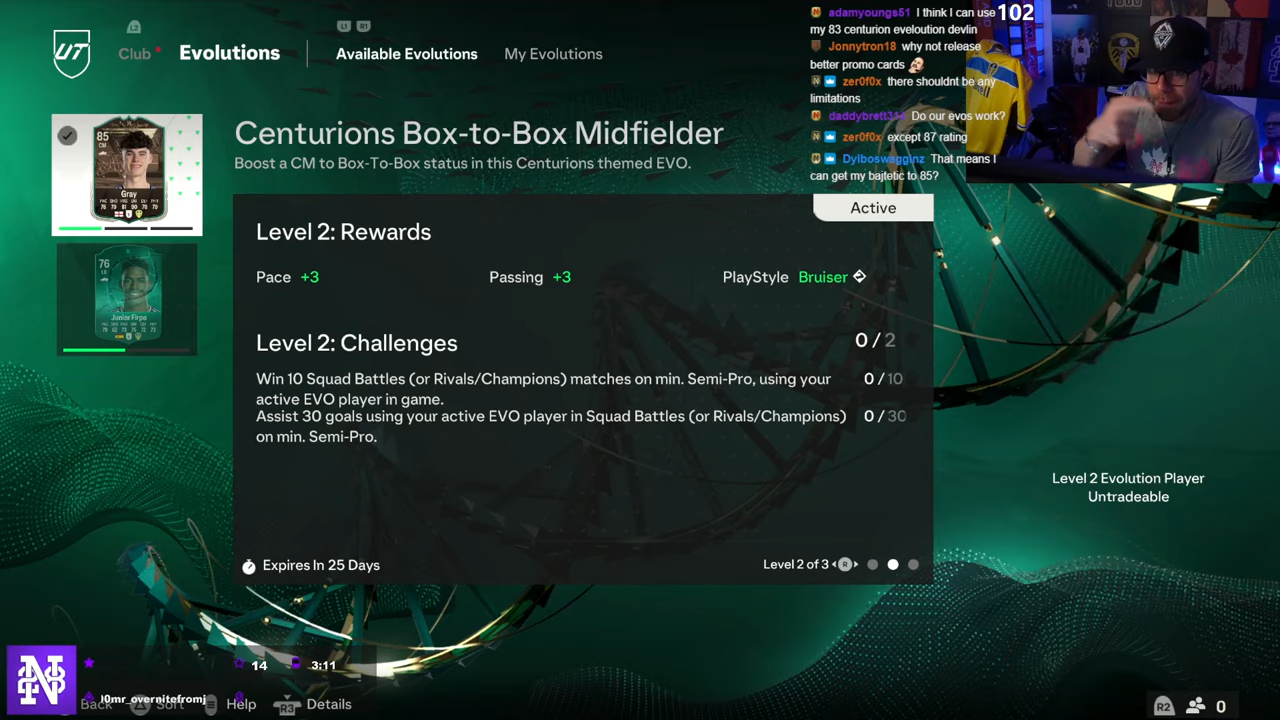 L2
UT
Club
Evolutions
L1 R1
Available Evolutions
My Evolutions
adamyoungs51 I think I can use
my 83 centurion eveloution devlin
Jonnytron18 why not release
better promo cards
zer0f0x there shouldnt be any
limitations
daddybrett314 Do our evos work?
zer0f0x except 87 rating
Dylboswagginz That means I
can get my bajtetic to 85?
102
85
CM
Gray
76
LB
Junior Firpo
Centurions Box-to-Box Midfielder
Boost a CM to Box-To-Box status in this Centurions themed EVO.
Active
Level 2: Rewards
Pace +3
Passing +3
PlayStyle Bruiser
Level 2: Challenges
0 / 2
Win 10 Squad Battles (or Rivals/Champions) matches on min. Semi-Pro, using your
active EVO player in game.
0 / 10
Assist 30 goals using your active EVO player in Squad Battles (or Rivals/Champions)
on min. Semi-Pro.
0 / 30
Expires In 25 Days
Level 2 of 3
R
Level 2 Evolution Player
Untradeable
14
3:11
l0mr_overnitefromj
Back
Sort
Help
R3
Details
R2
0